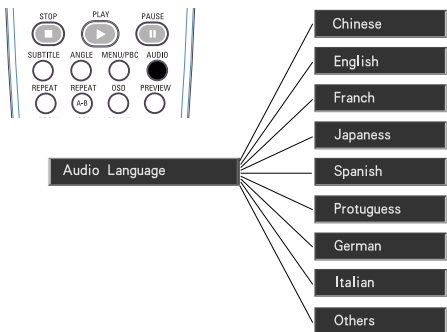 STOP PLAY PAUSE
SUBTITLE ANGLE MENU/PBC AUDIO
REPEAT REPEAT OSD PREVIEW
A-B
Audio Language
Chinese
English
Franch
Japaness
Spanish
Protuguess
German
Italian
Others